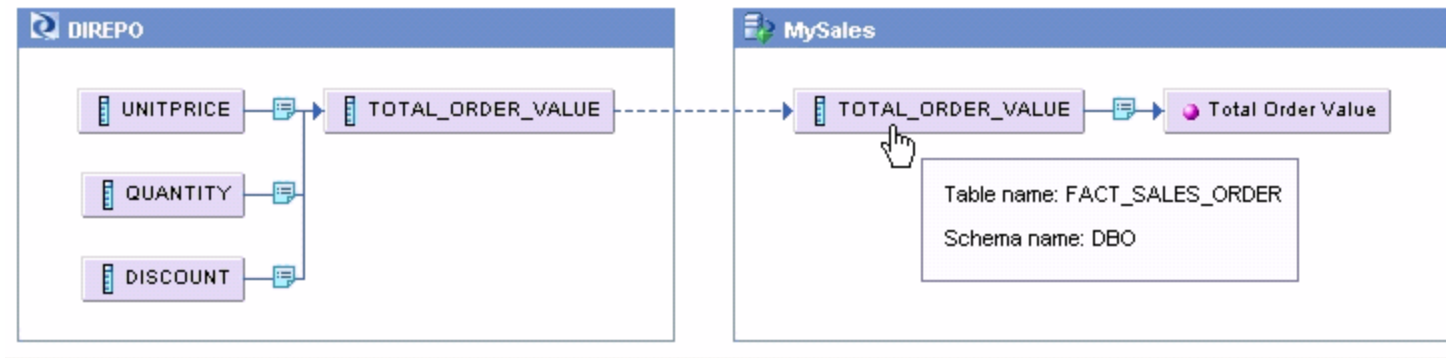 DIREPO
UNITPRICE
TOTAL_ORDER_VALUE
QUANTITY
DISCOUNT
MySales
TOTAL_ORDER_VALUE
Total Order Value
Table name: FACT_SALES_ORDER
Schema name: DBO